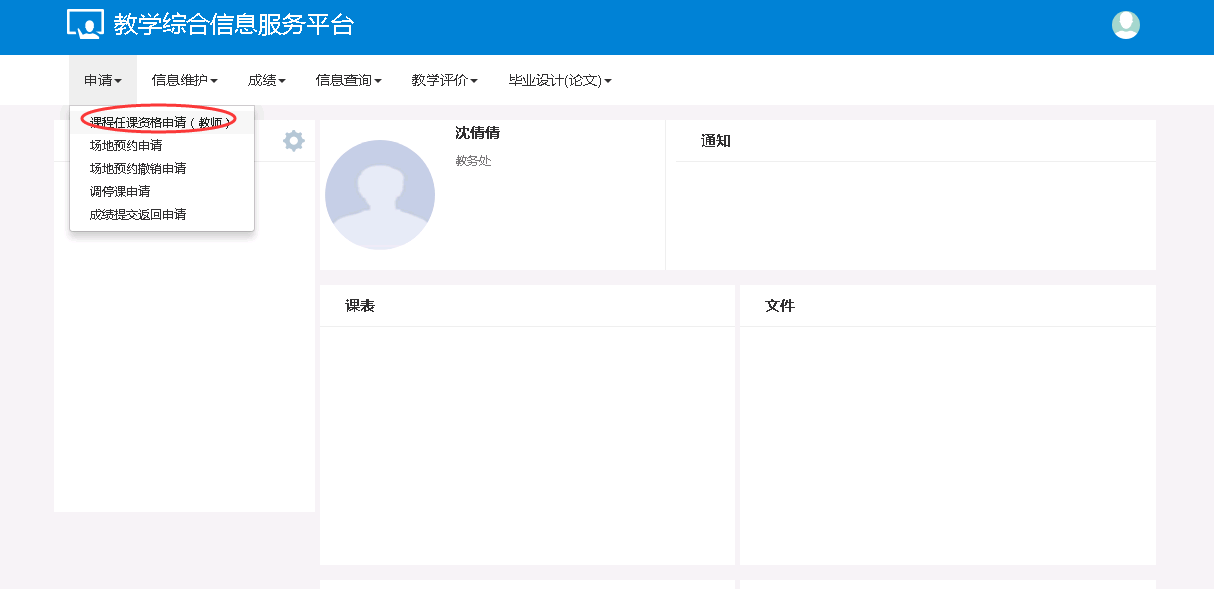 教学综合信息服务平台
申请 信息维护 成绩 信息查询 教学评价 毕业设计(论文)
课程任课资格申请（教师）
场地预约申请
场地预约撤销申请
调停课申请
成绩提交返回申请
沈倩倩
教务处
通知
课表
文件